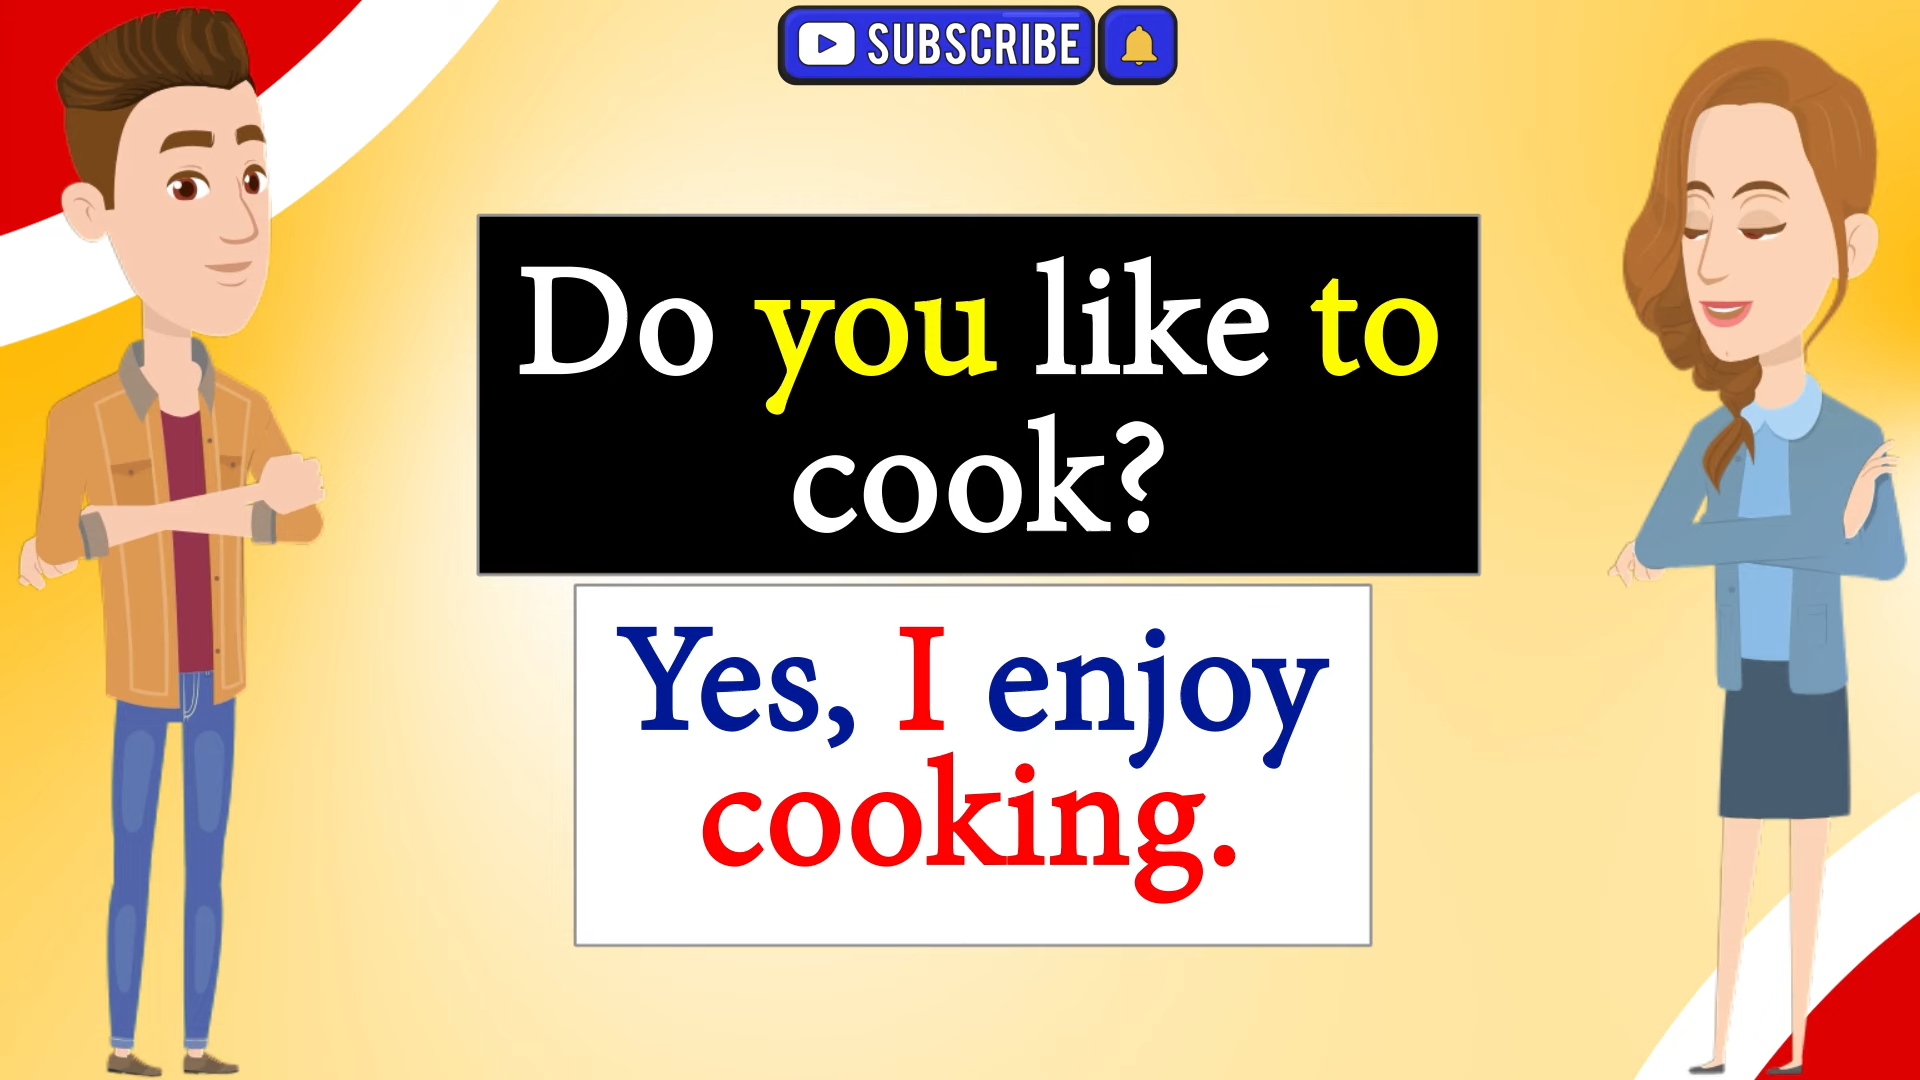 SUBSCRIBE
Do you like to
cook?
Yes, I enjoy
cooking.